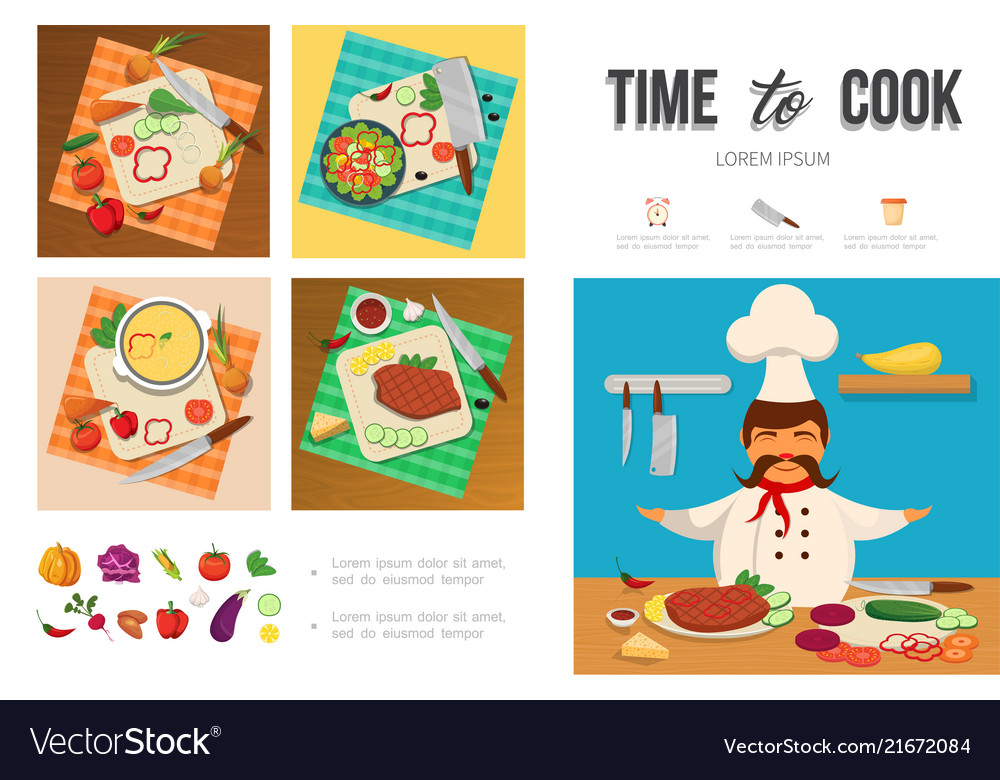 TIME to COOK
LOREM IPSUM
Lorem ipsum dolor sit amet,
sed do eiusmod tempor
Lorem ipsum dolor sit amet,
sed do eiusmod tempor
Lorem ipsum dolor sit amet,
sed do eiusmod tempor
Lorem ipsum dolor sit amet,
sed do eiusmod tempor
Lorem ipsum dolor sit amet,
sed do eiusmod tempor
VectorStock®
VectorStock.com/21672084